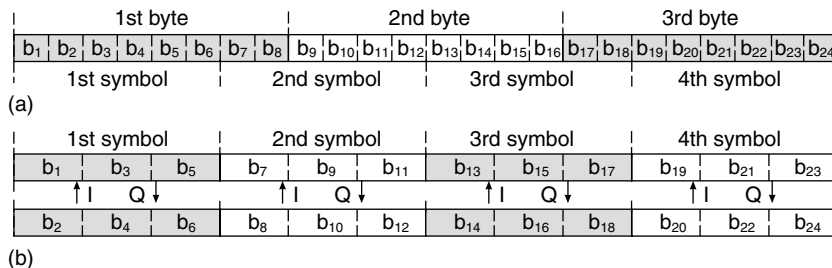 1st byte 2nd byte 3rd byte
b1 b2 b3 b4 b5 b6 b7 b8 b9 b10 b11 b12 b13 b14 b15 b16 b17 b18 b19 b20 b21 b22 b23 b24
1st symbol 2nd symbol 3rd symbol 4th symbol
(a)
1st symbol 2nd symbol 3rd symbol 4th symbol
b1 b3 b5 b7 b9 b11 b13 b15 b17 b19 b21 b23
I Q I Q I Q I Q
b2 b4 b6 b8 b10 b12 b14 b16 b18 b20 b22 b24
(b)